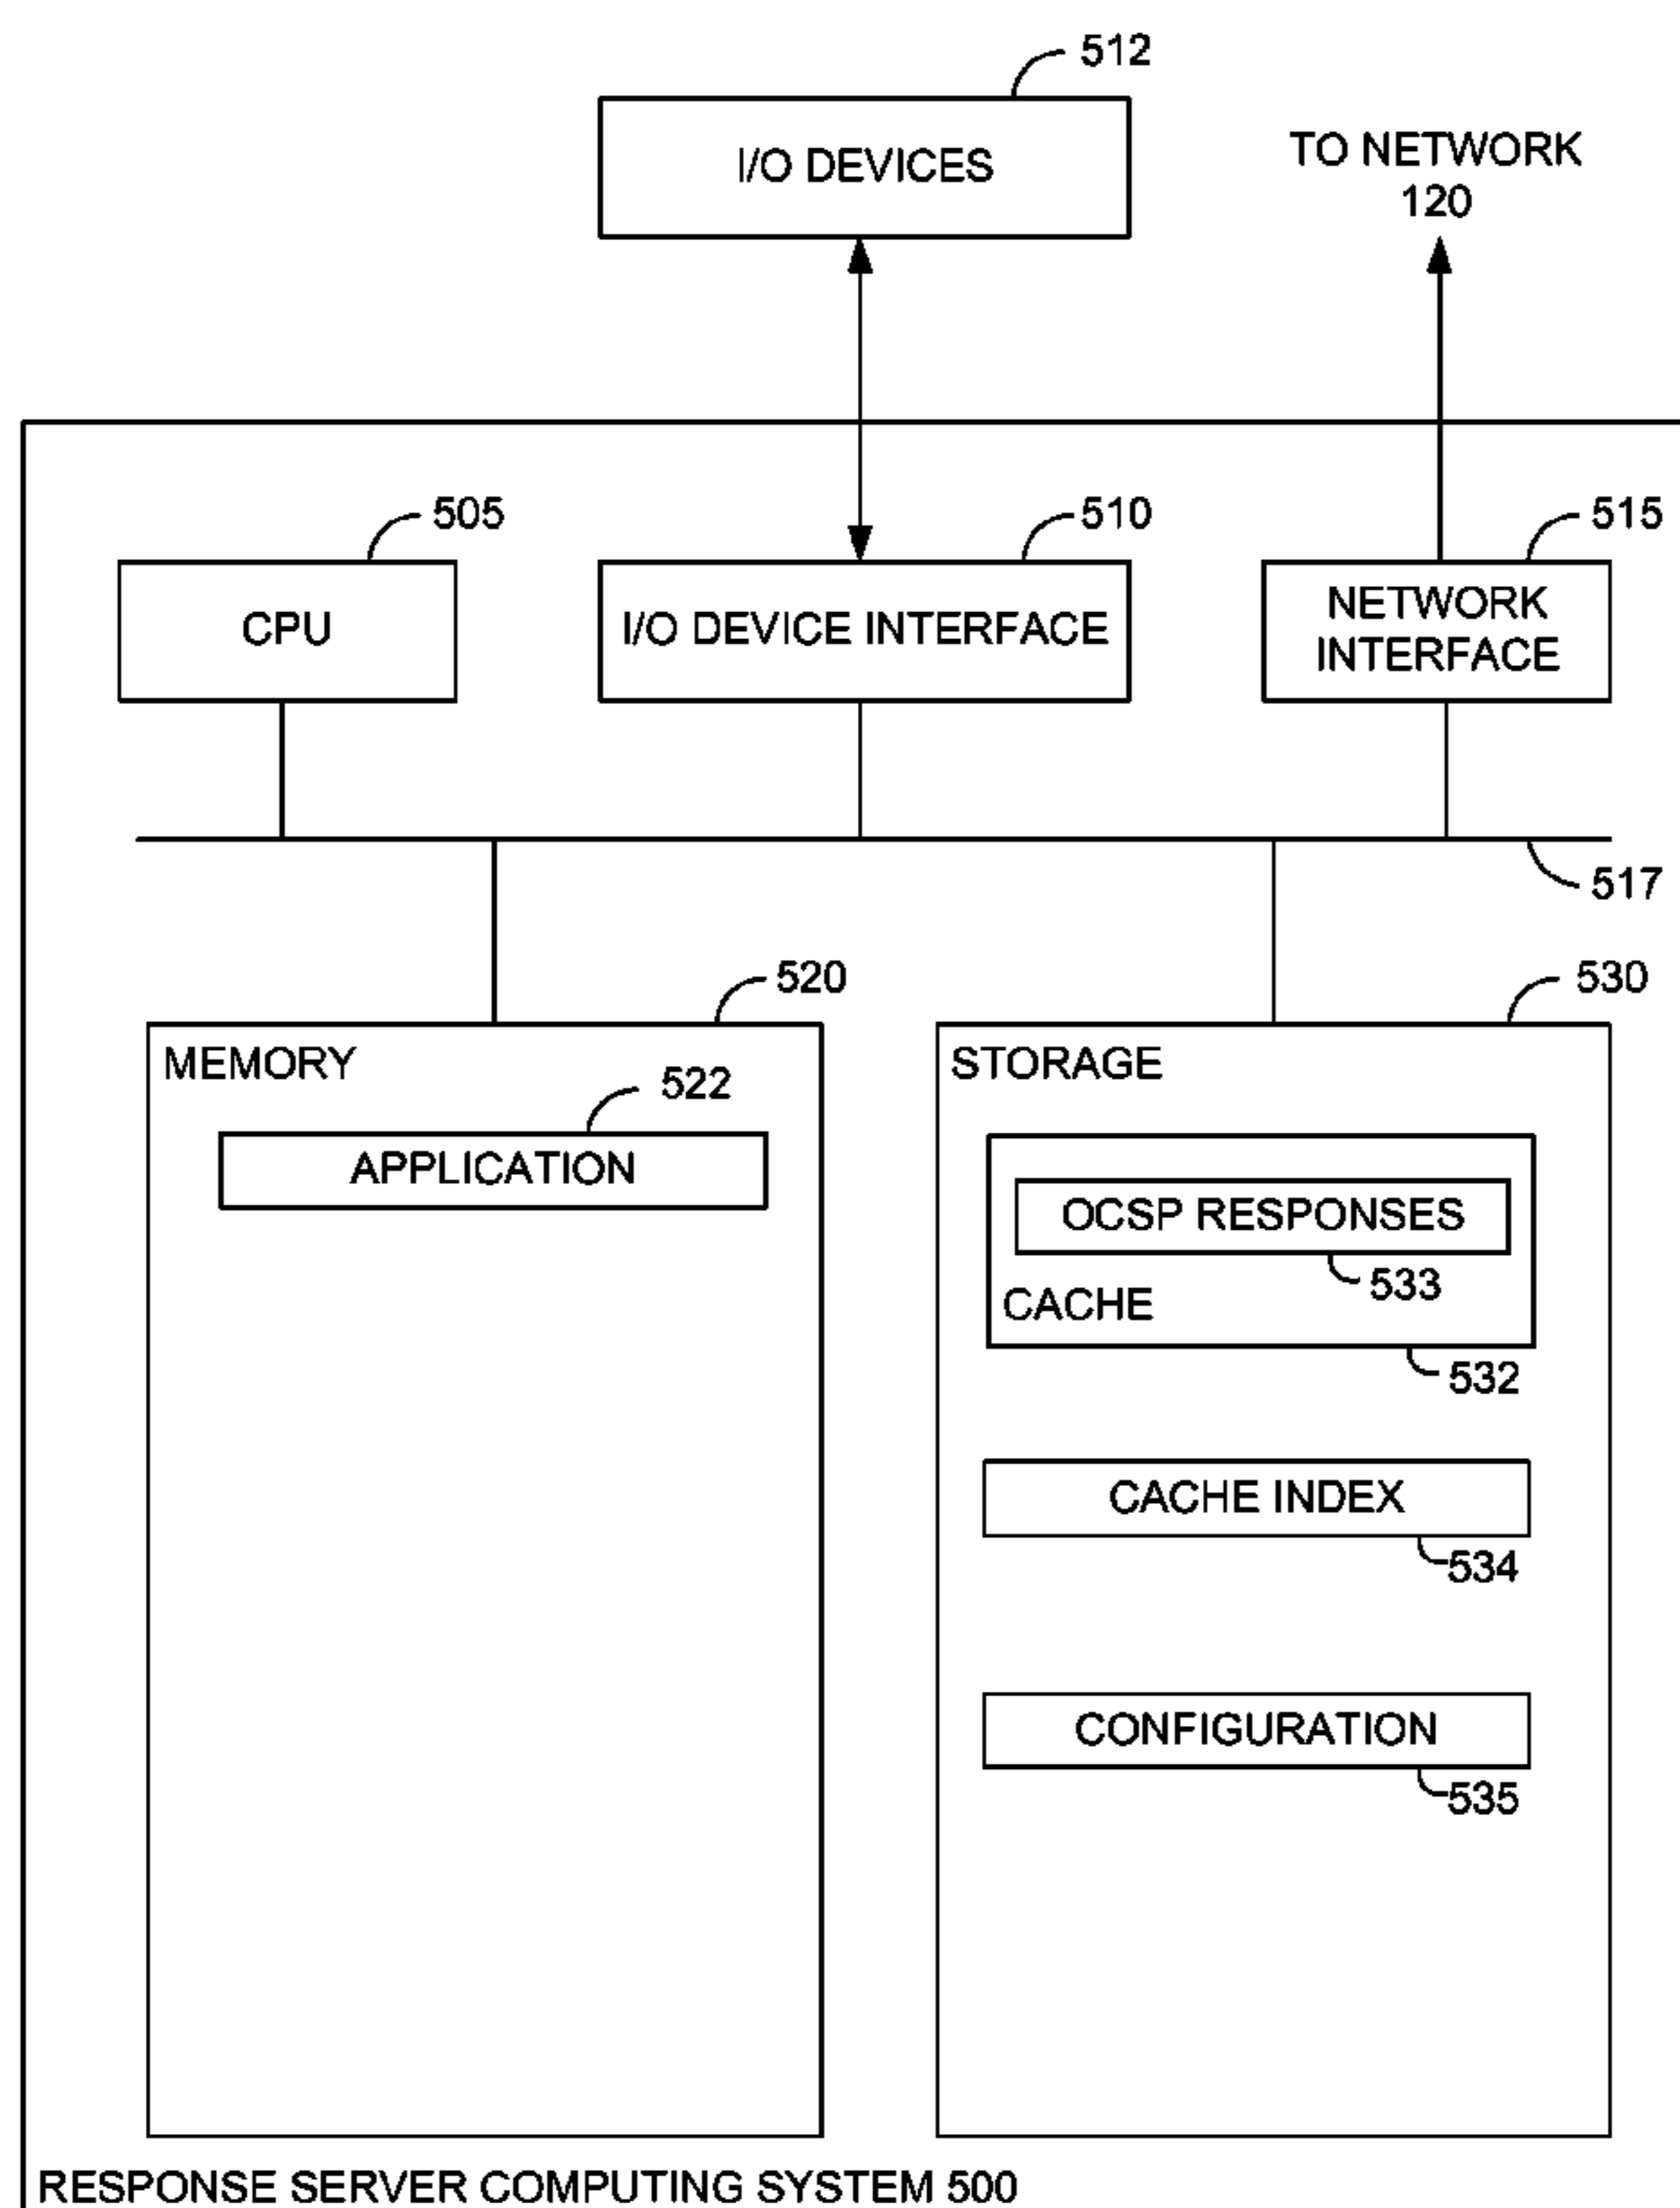 512
I/O DEVICES
TO NETWORK
120
505
510
515
CPU
I/O DEVICE INTERFACE
NETWORK
INTERFACE
517
520
530
MEMORY
STORAGE
522
APPLICATION
OCSP RESPONSES
533
CACHE
532
CACHE INDEX
534
CONFIGURATION
535
RESPONSE SERVER COMPUTING SYSTEM 500